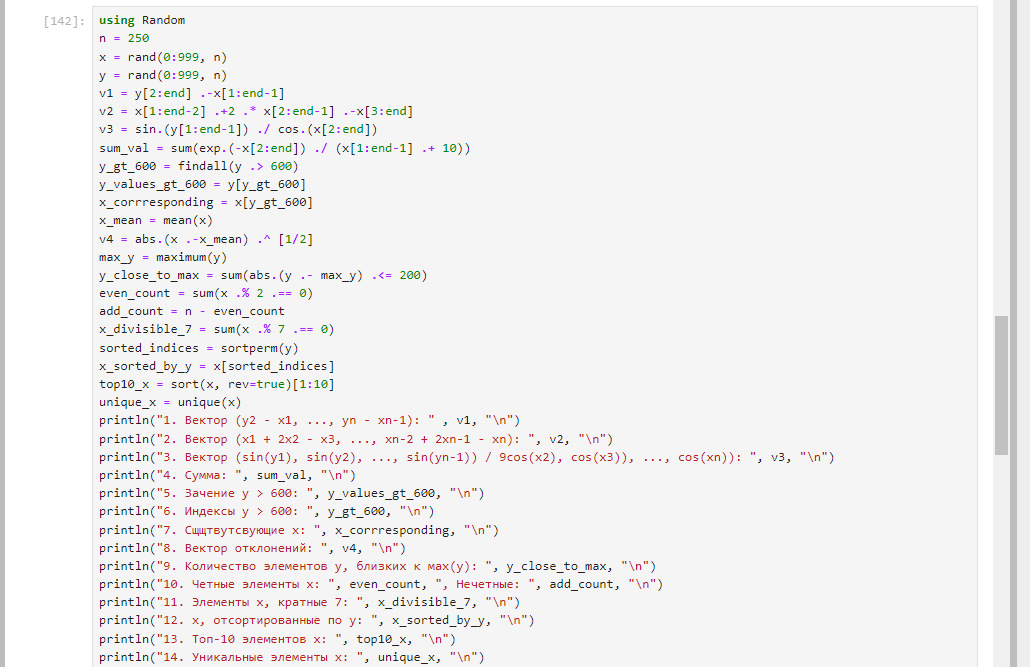 [142]:
using Random
n = 250
x = rand(0:999, n)
y = rand(0:999, n)
v1 = y[2:end] .-x[1:end-1]
v2 = x[1:end-2] .+2 .* x[2:end-1] .-x[3:end]
v3 = sin.(y[1:end-1]) ./ cos.(x[2:end])
sum_val = sum(exp.(-x[2:end]) ./ (x[1:end-1] .+ 10))
y_gt_600 = findall(y .> 600)
y_values_gt_600 = y[y_gt_600]
x_corrresponding = x[y_gt_600]
x_mean = mean(x)
v4 = abs.(x .-x_mean) .^ [1/2]
max_y = maximum(y)
y_close_to_max = sum(abs.(y .- max_y) .<= 200)
even_count = sum(x .% 2 .== 0)
add_count = n - even_count
x_divisible_7 = sum(x .% 7 .== 0)
sorted_indices = sortperm(y)
x_sorted_by_y = x[sorted_indices]
top10_x = sort(x, rev=true)[1:10]
unique_x = unique(x)
println("1. Вектор (y2 - x1, ..., yn - xn-1): " , v1, "\n")
println("2. Вектор (x1 + 2x2 - x3, ..., xn-2 + 2xn-1 - xn): ", v2, "\n")
println("3. Вектор (sin(y1), sin(y2), ..., sin(yn-1)) / 9cos(x2), cos(x3)), ..., cos(xn)): ", v3, "\n")
println("4. Сумма: ", sum_val, "\n")
println("5. Зачение y > 600: ", y_values_gt_600, "\n")
println("6. Индексы y > 600: ", y_gt_600, "\n")
println("7. Сщщтвутсвующие x: ", x_corrresponding, "\n")
println("8. Вектор отклонений: ", v4, "\n")
println("9. Количество элементов y, близких к мах(y): ", y_close_to_max, "\n")
println("10. Четные элементы x: ", even_count, ", Нечетные: ", add_count, "\n")
println("11. Элементы x, кратные 7: ", x_divisible_7, "\n")
println("12. x, отсортированные по y: ", x_sorted_by_y, "\n")
println("13. Топ-10 элементов x: ", top10_x, "\n")
println("14. Уникальные элементы x: ", unique_x, "\n")